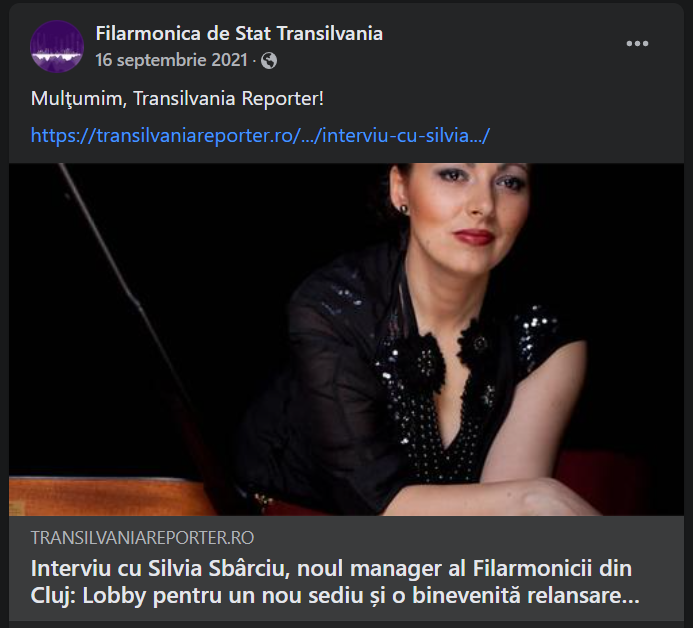 Filarmonica de Stat Transilvania
16 septembrie 2021 ·
Mulţumim, Transilvania Reporter!
https://transilvaniareporter.ro/.../interviu-cu-silvia.../
TRANSILVANIAREPORTER.RO
Interviu cu Silvia Sbârciu, noul manager al Filarmonicii din
Cluj: Lobby pentru un nou sediu și o binevenită relansare...